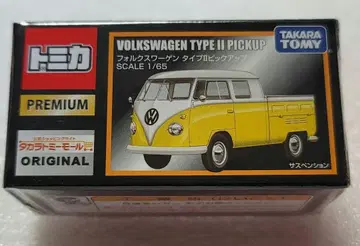 トミカ
PREMIUM
タカラトミーモール
ORIGINAL
VOLKSWAGEN TYPE II PICKUP
フォルクスワーゲン タイプIIピックアップ
SCALE 1/65
TAKARA
TOMY
サスペンション